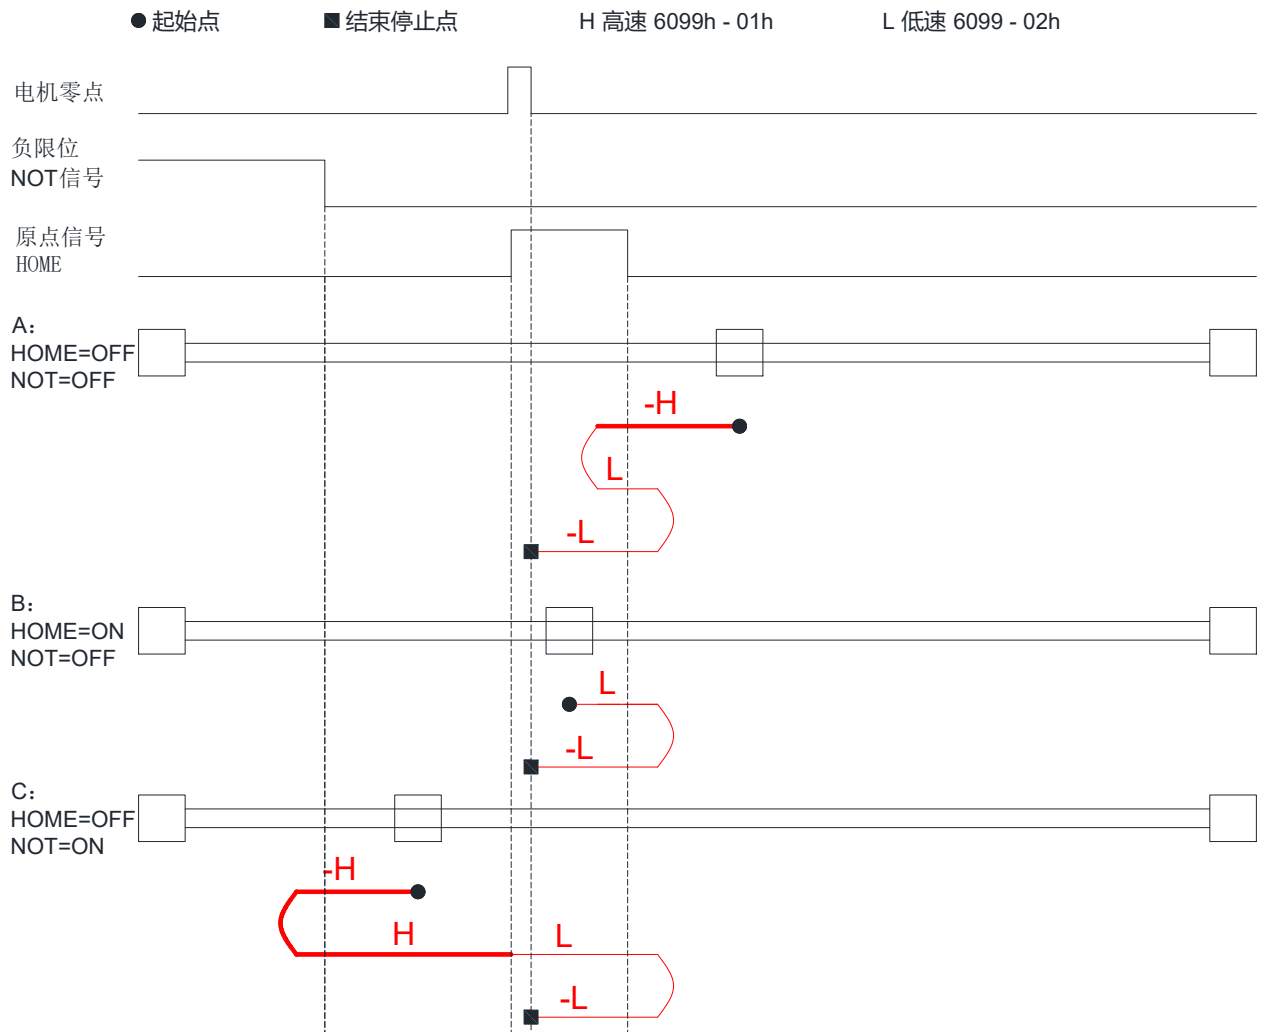 起始点 结束停止点 H 高速 6099h - 01h L 低速 6099 - 02h
电机零点
负限位
NOT信号
原点信号
HOME
A:
HOME=OFF
NOT=OFF
-H
L
-L
B:
HOME=ON
NOT=OFF
L
-L
C:
HOME=OFF
NOT=ON
-H
H L
-L